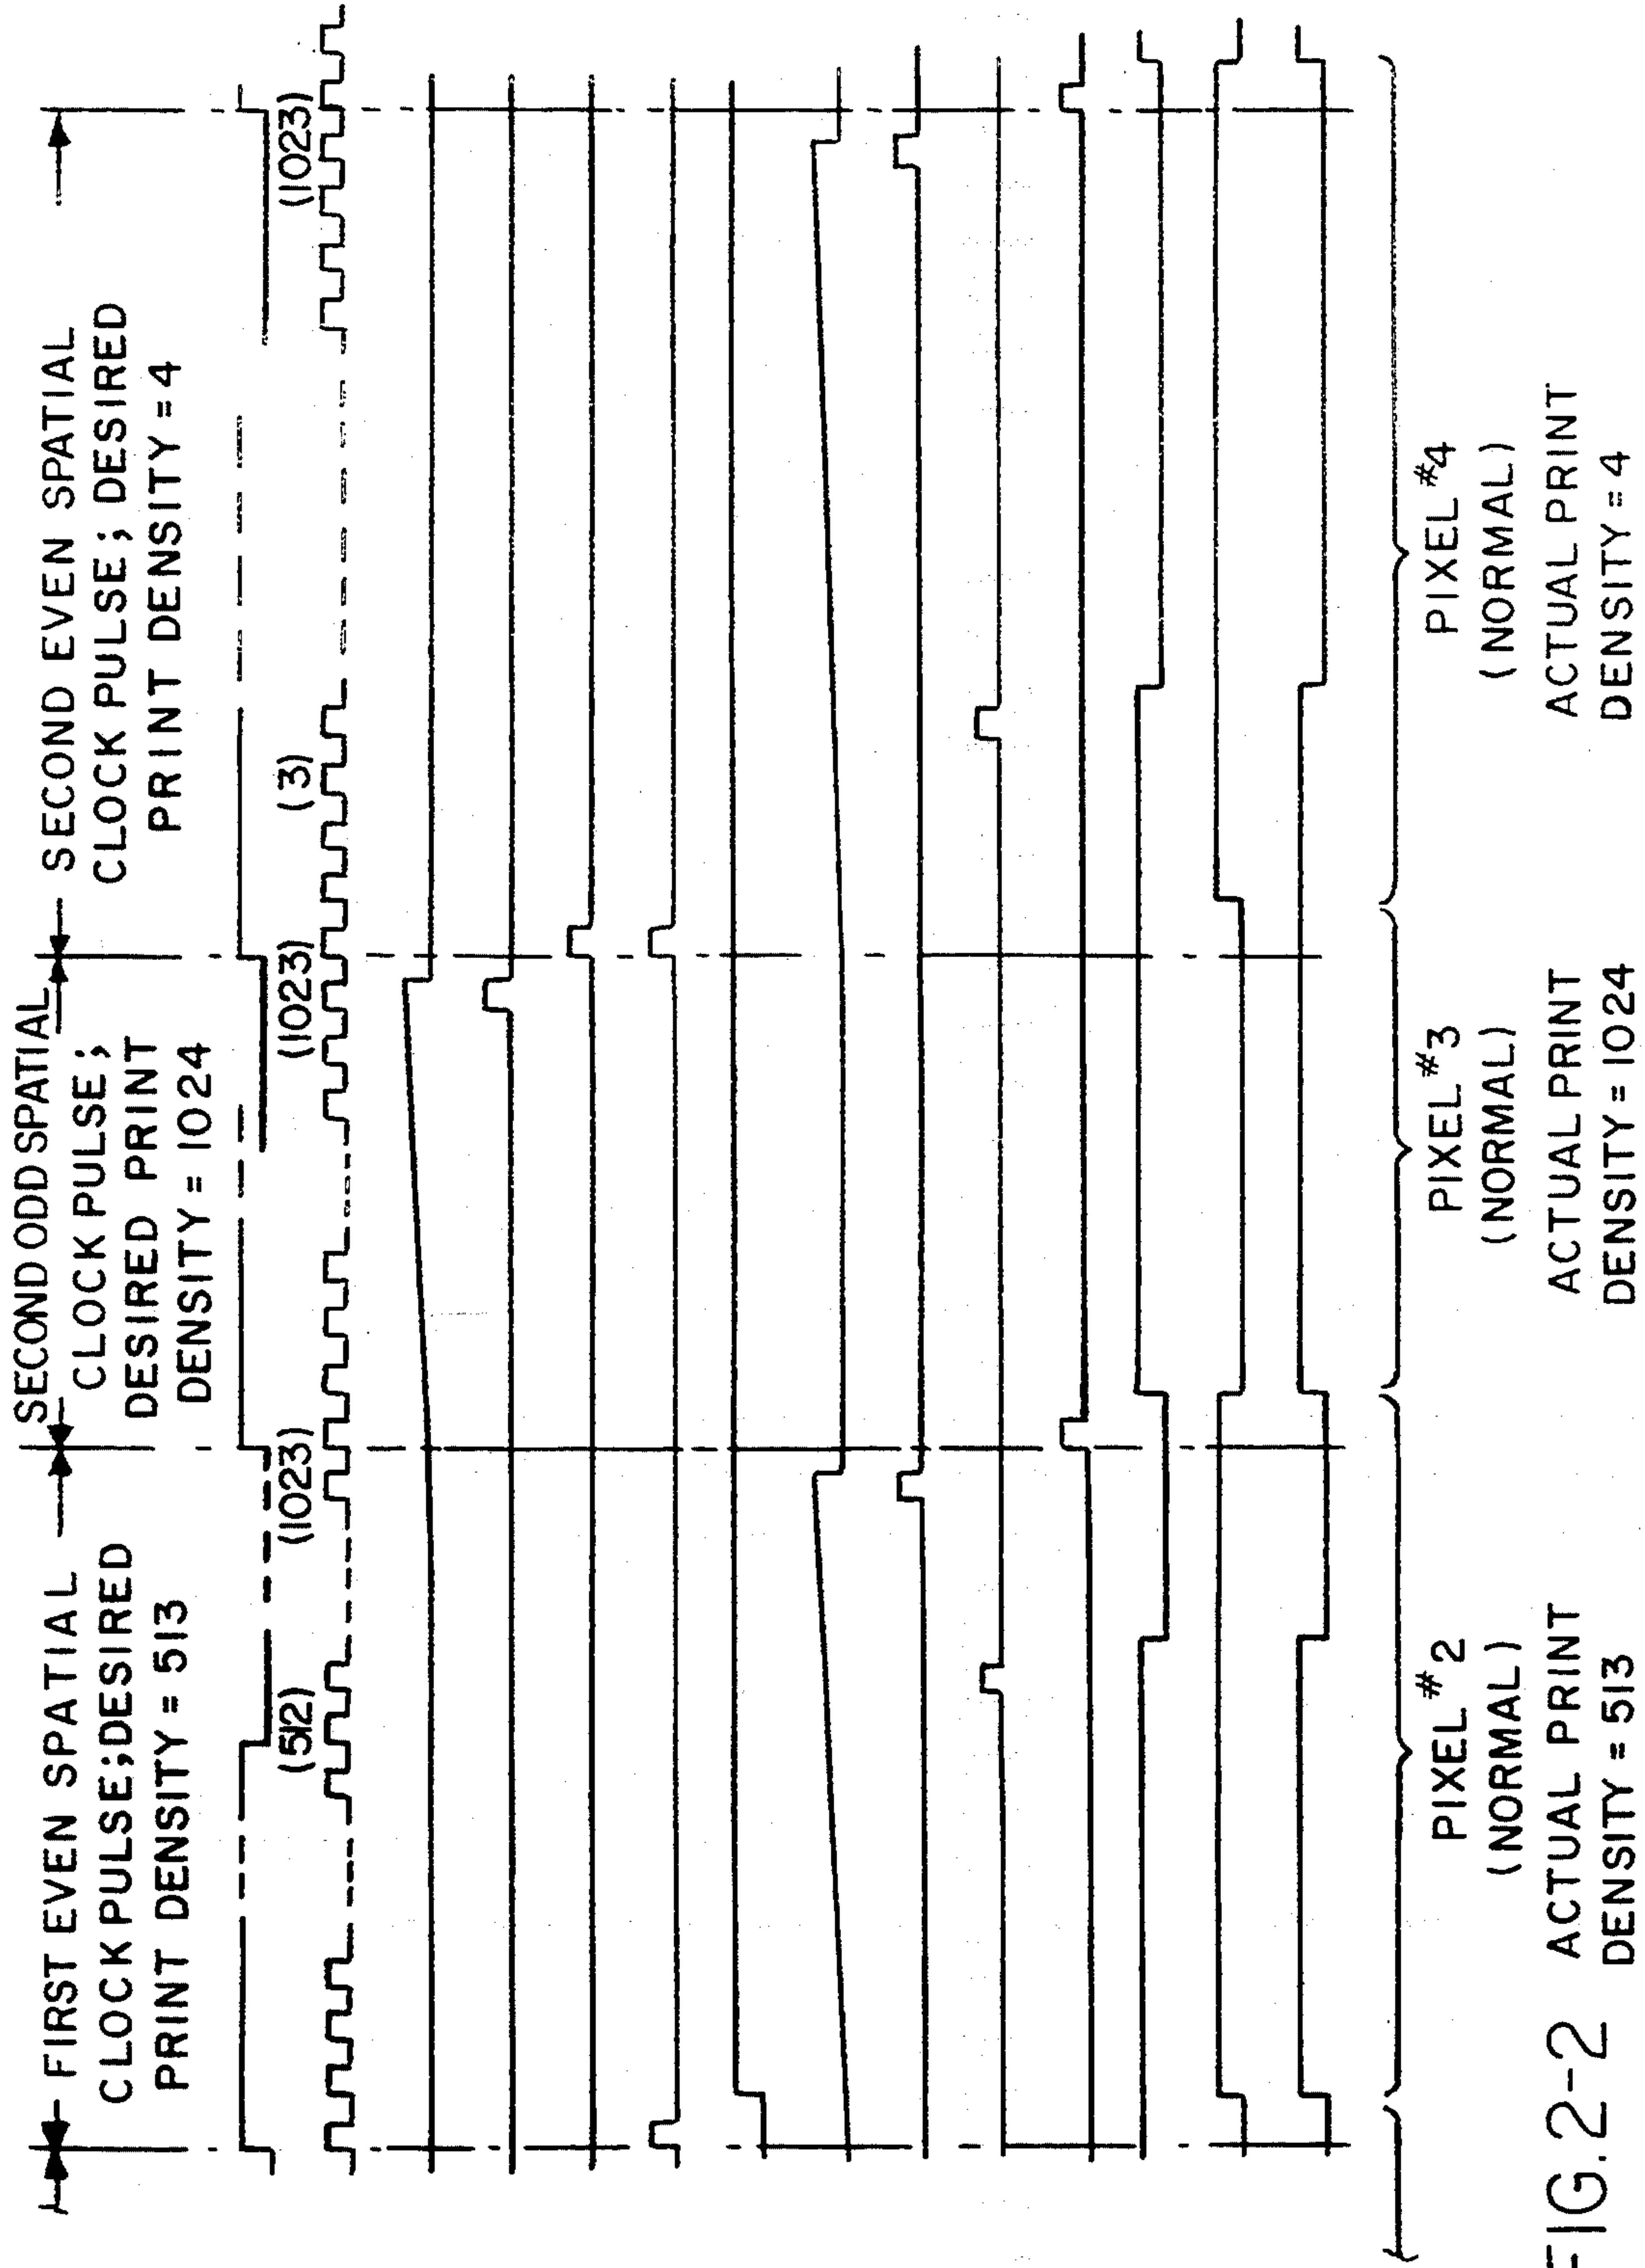 FIRST EVEN SPATIAL
CLOCK PULSE; DESIRED
PRINT DENSITY = 513
SECOND ODD SPATIAL
CLOCK PULSE;
DESIRED PRINT
DENSITY = 1024
SECOND EVEN SPATIAL
CLOCK PULSE; DESIRED
PRINT DENSITY = 4
(512)
(1023)
(1023)
(3)
(1023)
PIXEL #2
(NORMAL)
ACTUAL PRINT
DENSITY = 513
PIXEL #3
(NORMAL)
ACTUAL PRINT
DENSITY = 1024
PIXEL #4
(NORMAL)
ACTUAL PRINT
DENSITY = 4
FIG. 2-2